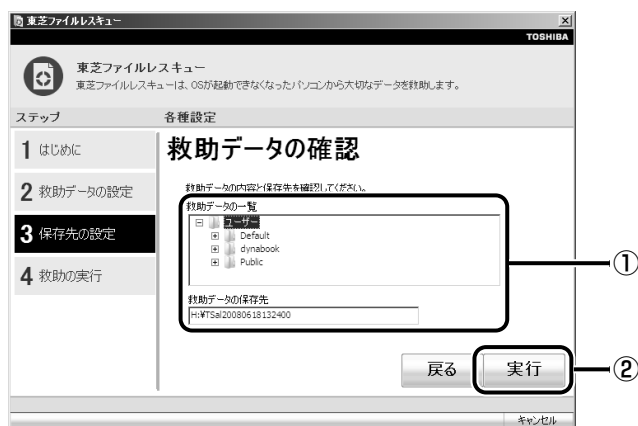 東芝ファイルレスキュー
TOSHIBA
東芝ファイルレスキュー
東芝ファイルレスキューは、OSが起動できなくなったパソコンから大切なデータを救助します。
ステップ 各種設定
1 はじめに
2 救助データの設定
3 保存先の設定
4 救助の実行
救助データの確認
救助データの内容と保存先を確認してください。
救助データの一覧
ユーザー
Default
dynabook
Public
救助データの保存先
H:¥TSal20080618132400
①
戻る 実行
②
キャンセル